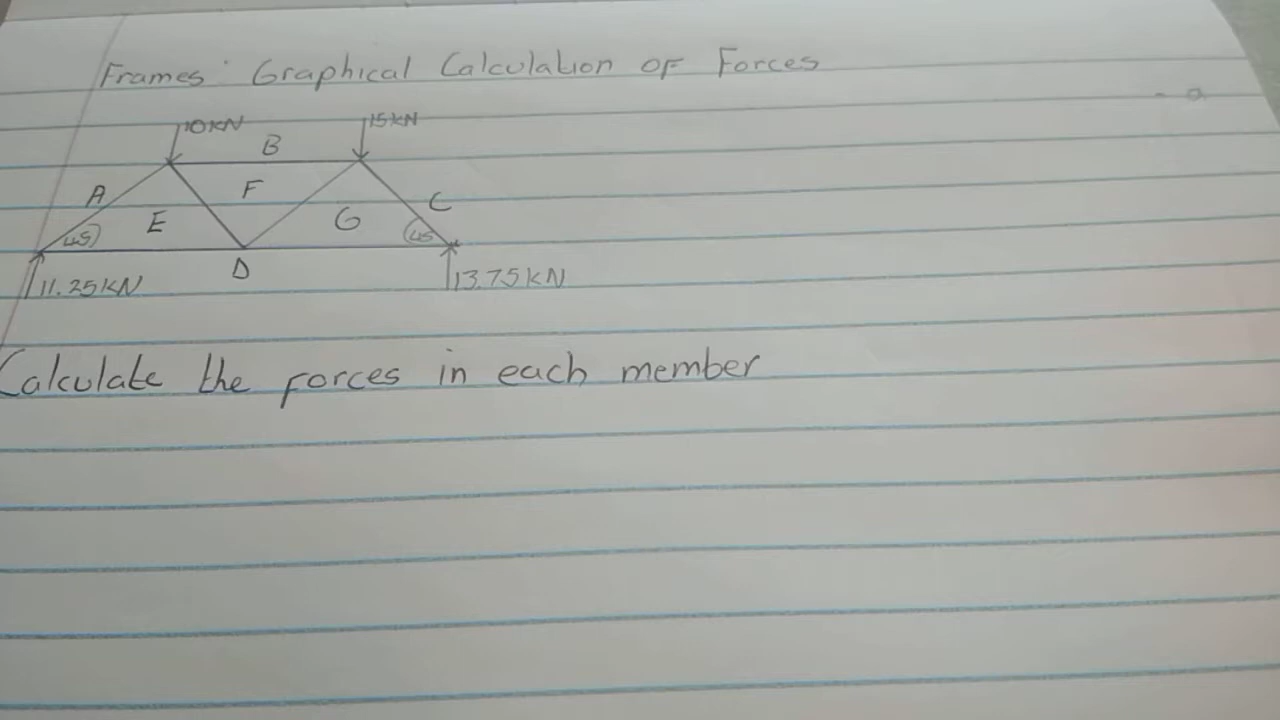 Frames: Graphical Calculation of Forces
10KN 15KN
B
A F C
E G
45 45
D
11.25KN 13.75KN
Calculate the forces in each member